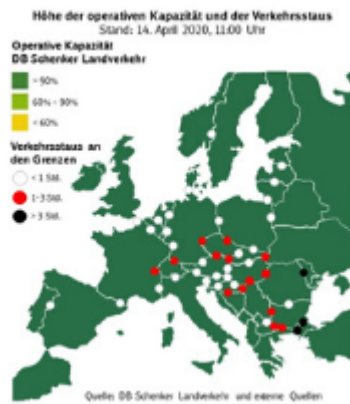 Höhe der operativen Kapazität und der Verkehrsstaus
Stand: 14. April 2020, 11:00 Uhr
Operative Kapazität
DB Schenker Landverkehr
> 90%
60% - 90%
< 60%
Verkehrsstaus an
den Grenzen
< 1 Std.
1-3 Std.
> 3 Std.
Quelle: DB Schenker Landverkehr und externe Quellen